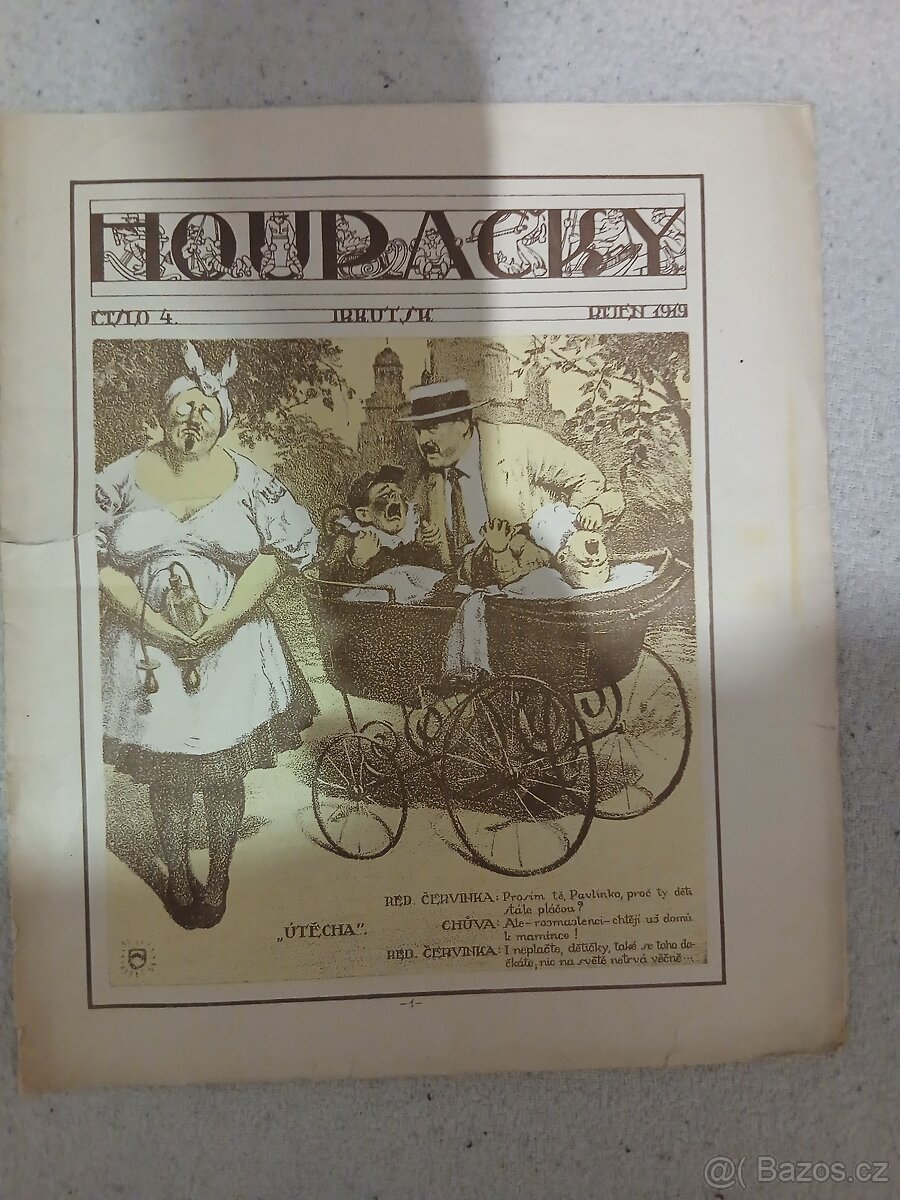 HOUPAČKY
ČÍSLO 4. IRKUTSK ŘÍJEN 1919
RED. ČERVINKA: Prosím tě, Pavlínko, proč ty děti
stále pláčou?
„ÚTĚCHA". CHŮVA: Ale-rosmaslenci-chtějí už domů
k mamince!
RED. ČERVINKA: I neplačte, dětičky, také se toho do-
čkáte, nic na světě netrvá věčně...
-1-
@( Bazos.cz